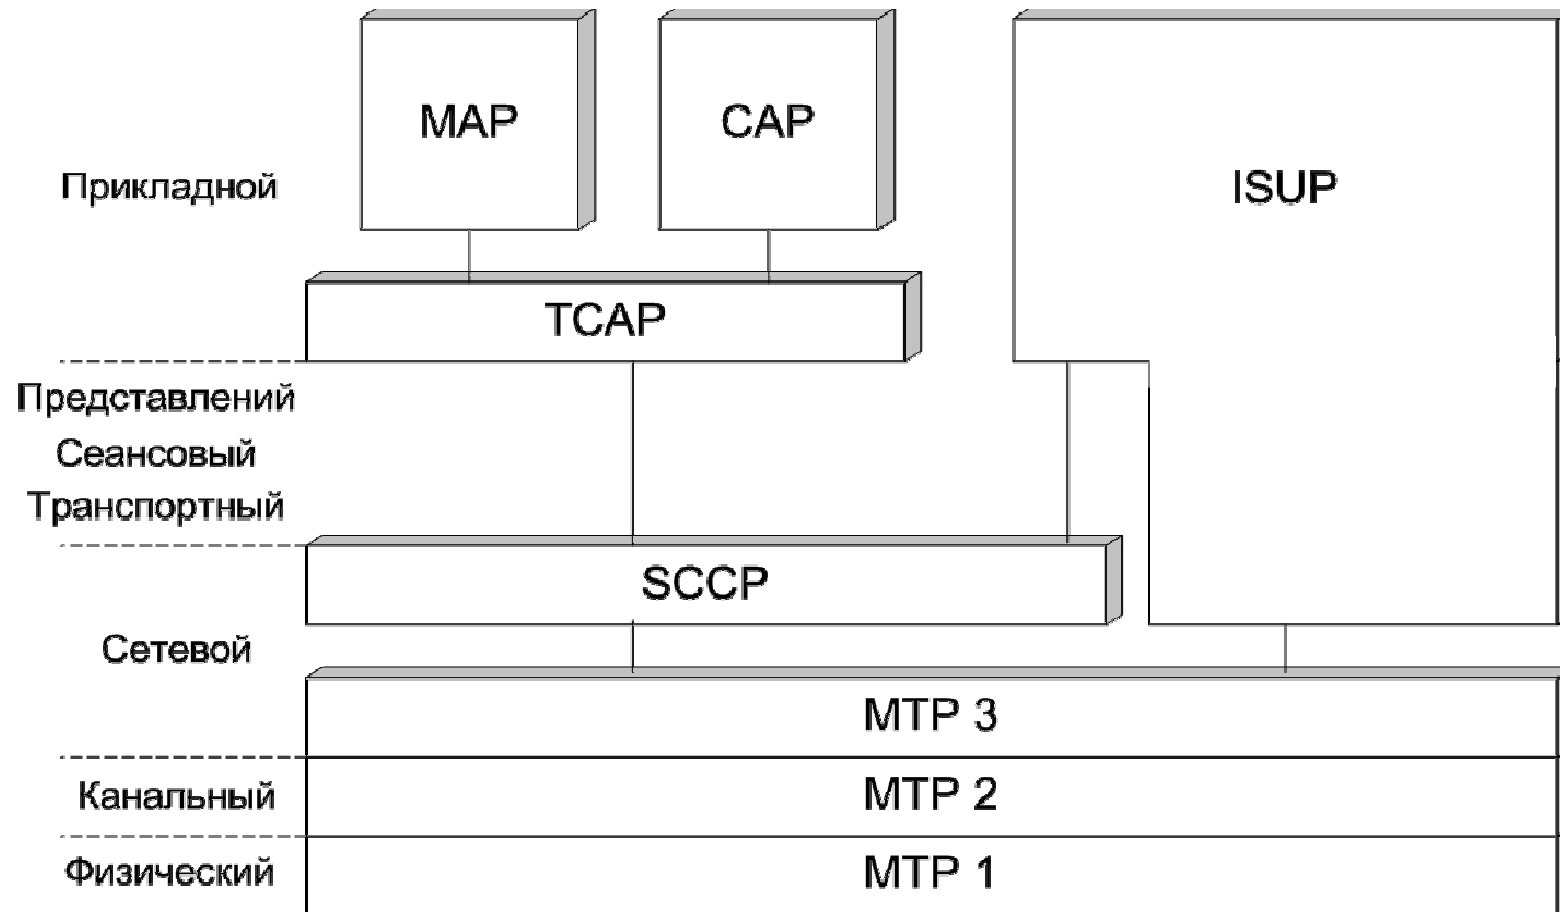 MAP
CAP
ISUP
Прикладной
TCAP
Представлений
Сеансовый
Транспортный
SCCP
Сетевой
MTP 3
Канальный
MTP 2
Физический
MTP 1